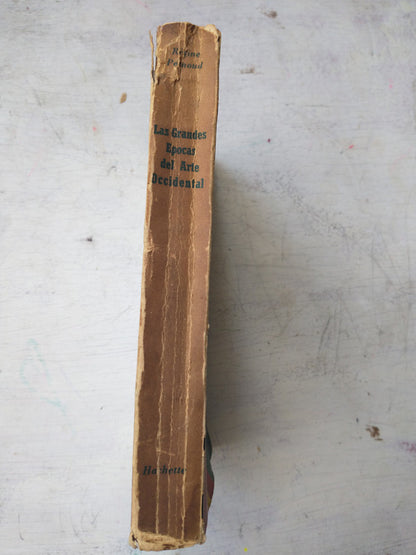 Régine
Pernoud
Las Grandes
Epocas
del Arte
Occidental
Hachette